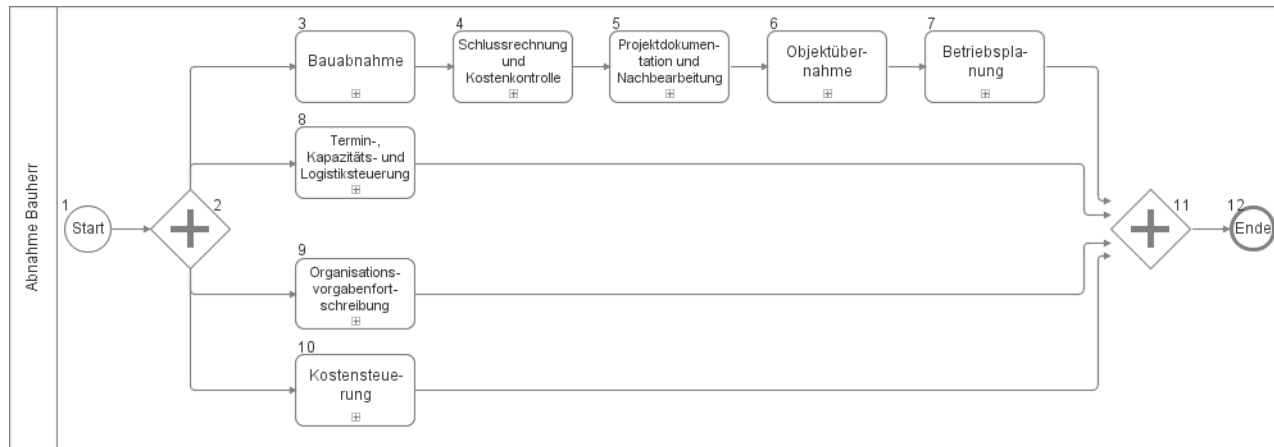 Abnahme Bauherr
1
Start
2
3
Bauabnahme
4
Schlussrechnung
und
Kostenkontrolle
5
Projektdokumen-
tation und
Nachbearbeitung
6
Objektüber-
nahme
7
Betriebspla-
nung
8
Termin-,
Kapazitäts- und
Logistiksteuerung
9
Organisations-
vorgabenfort-
schreibung
10
Kostensteue-
rung
11
12
Ende